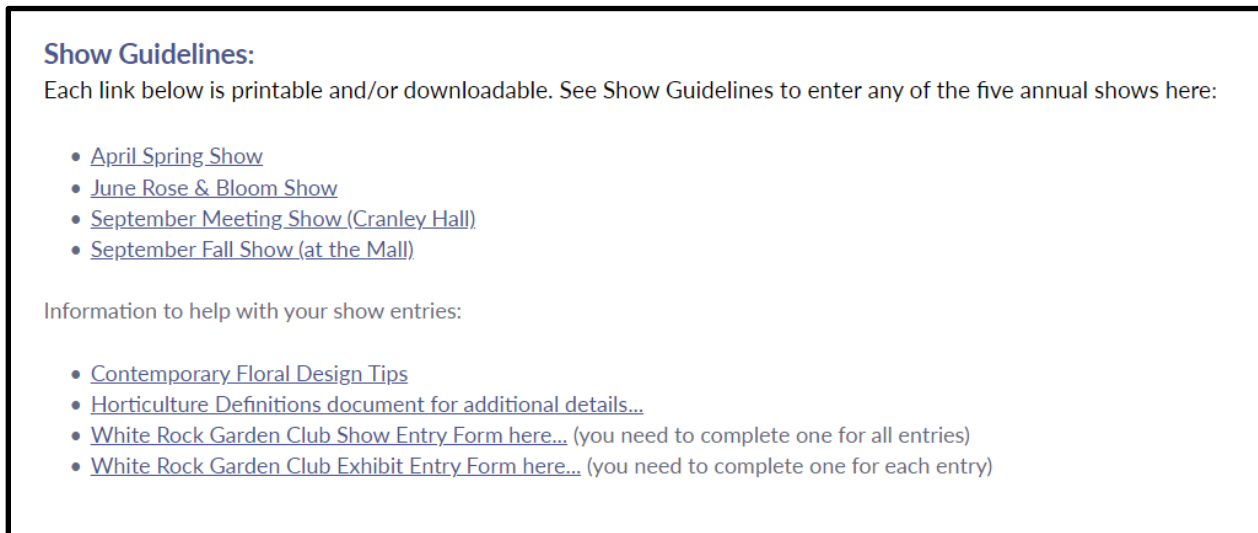 Show Guidelines:
Each link below is printable and/or downloadable. See Show Guidelines to enter any of the five annual shows here:
• April Spring Show
• June Rose & Bloom Show
• September Meeting Show (Cranley Hall)
• September Fall Show (at the Mall)
Information to help with your show entries:
• Contemporary Floral Design Tips
• Horticulture Definitions document for additional details...
• White Rock Garden Club Show Entry Form here... (you need to complete one for all entries)
• White Rock Garden Club Exhibit Entry Form here... (you need to complete one for each entry)